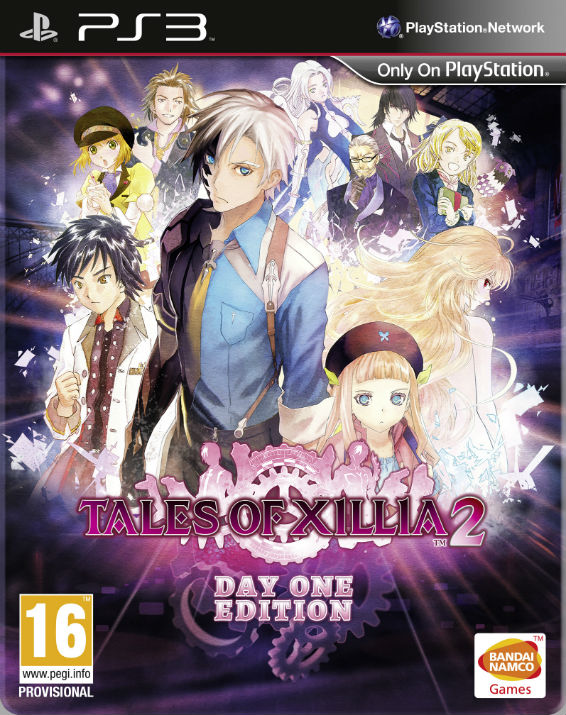 PS3
PlayStation®Network
Only On PlayStation®
TALES OF XILLIA 2
TM
DAY ONE
EDITION
16
TM
www.pegi.info
PROVISIONAL
TM
BANDAI
NAMCO
Games